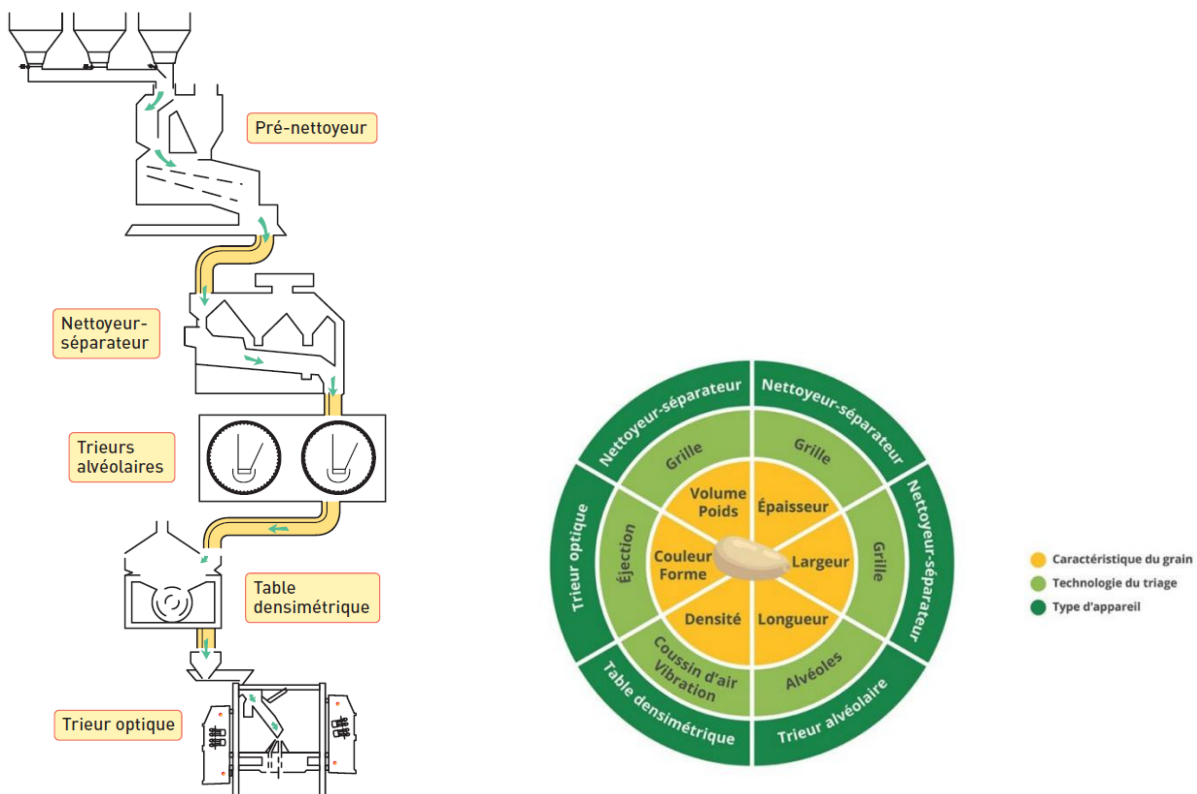 Pré-nettoyeur
Nettoyeur-
séparateur
Trieurs
alvéolaires
Table
densimétrique
Trieur optique
Nettoyeur-séparateur
Nettoyeur-séparateur
Nettoyeur-séparateur
Trieur alvéolaire
Table densimétrique
Trieur optique
Grille
Grille
Grille
Alvéoles
Coussin d'air
Vibration
Éjection
Volume
Poids
Épaisseur
Largeur
Longueur
Densité
Couleur
Forme
Caractéristique du grain
Technologie du triage
Type d'appareil